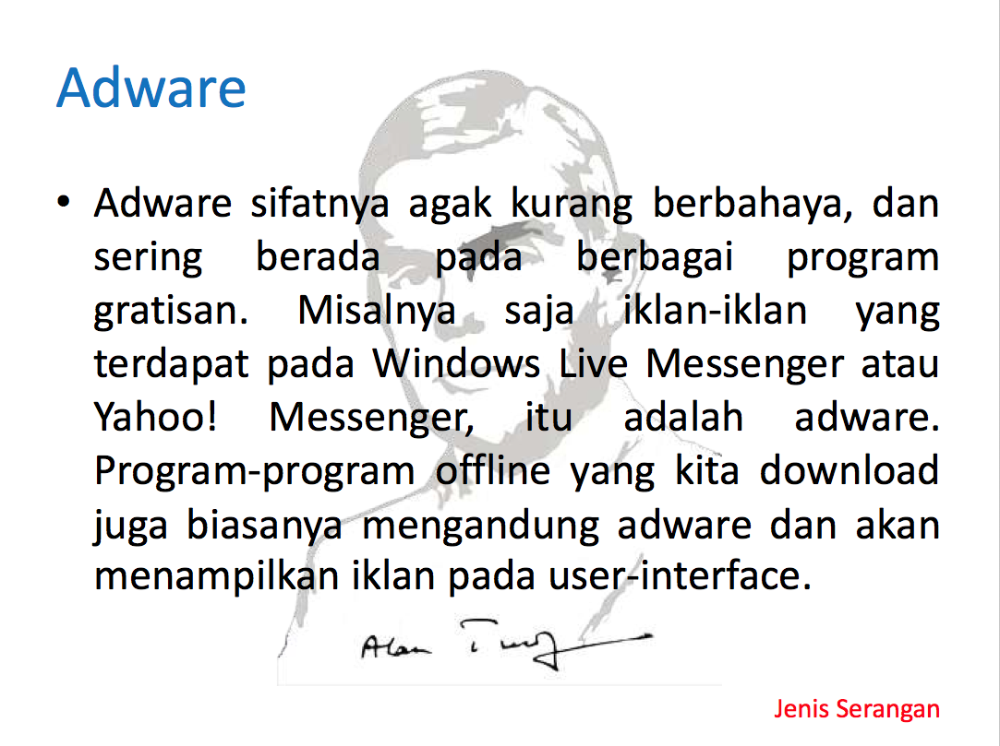 Adware
• Adware sifatnya agak kurang berbahaya, dan
sering berada pada berbagai program
gratisan. Misalnya saja iklan-iklan yang
terdapat pada Windows Live Messenger atau
Yahoo! Messenger, itu adalah adware.
Program-program offline yang kita download
juga biasanya mengandung adware dan akan
menampilkan iklan pada user-interface.
Alan Turing
Jenis Serangan